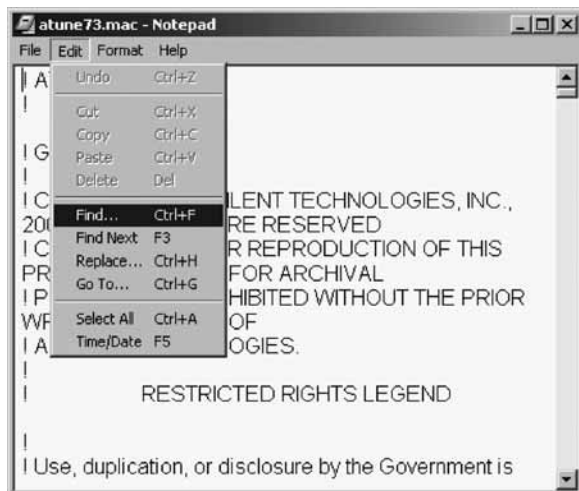 atune73.mac - Notepad
File Edit Format Help
Undo Ctrl+Z
Cut Ctrl+X
Copy Ctrl+C
Paste Ctrl+V
Delete Del
Find... Ctrl+F
Find Next F3
Replace... Ctrl+H
Go To... Ctrl+G
Select All Ctrl+A
Time/Date F5
! A
!
! G
!
! C LENT TECHNOLOGIES, INC.,
200 RE RESERVED
! C R REPRODUCTION OF THIS
PR FOR ARCHIVAL
! P HIBITED WITHOUT THE PRIOR
WR OF
! A OGIES.
!
! RESTRICTED RIGHTS LEGEND
!
! Use, duplication, or disclosure by the Government is